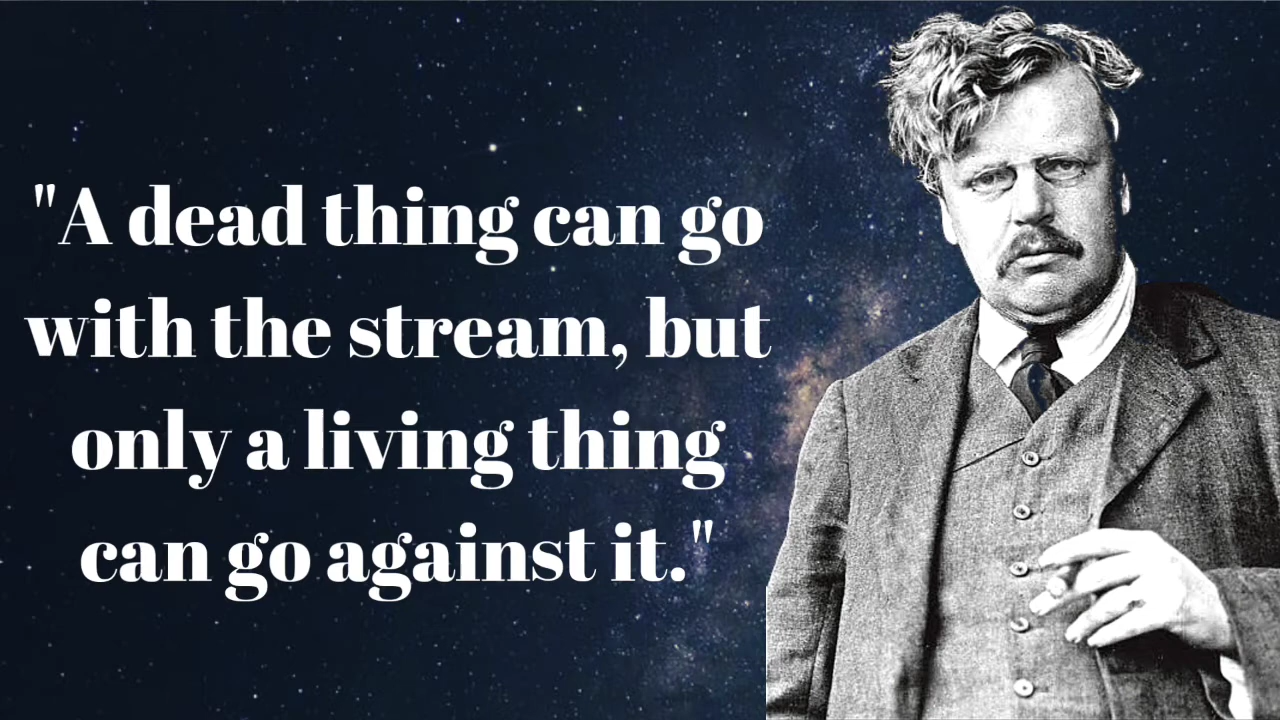 "A dead thing can go
with the stream, but
only a living thing
can go against it."